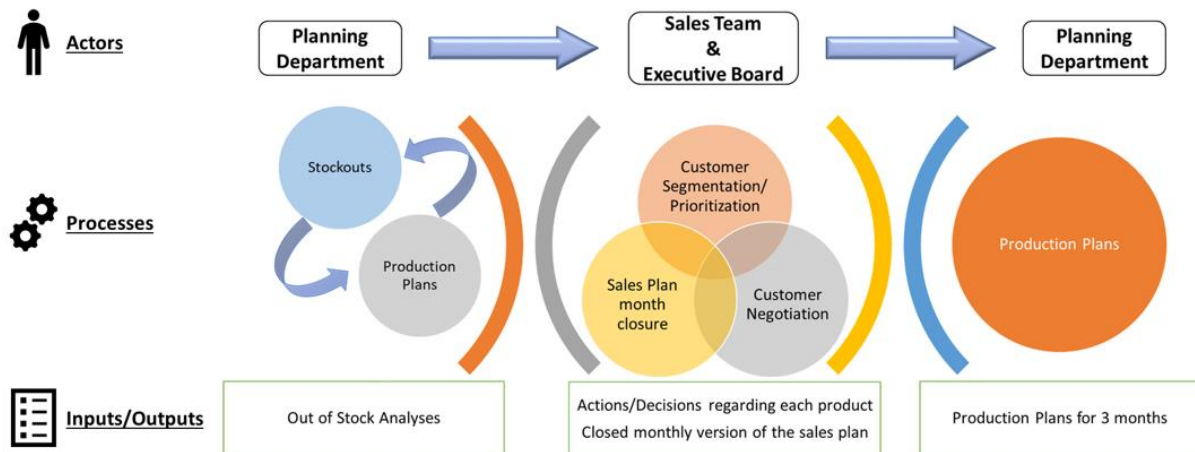 Actors
Planning
Department
Sales Team
&
Executive Board
Planning
Department
Processes
Stockouts
Production
Plans
Customer
Segmentation/
Prioritization
Sales Plan
month
closure
Customer
Negotiation
Production Plans
Inputs/Outputs
Out of Stock Analyses
Actions/Decisions regarding each product
Closed monthly version of the sales plan
Production Plans for 3 months